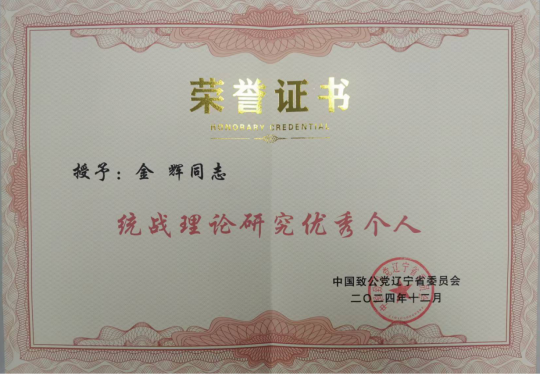 荣誉证书
HONORARY CREDENTIAL
授予：金 辉同志
统战理论研究优秀个人
中国致公党辽宁省委员会
二〇二四年十二月